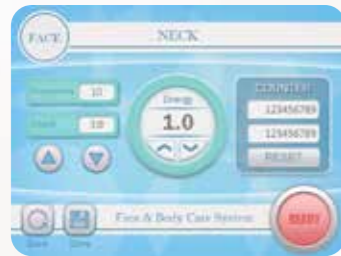 FACE
NECK
10
Energy
1.0
COUNTER
123456789
123456789
RESET
Face & Body Care System
READY